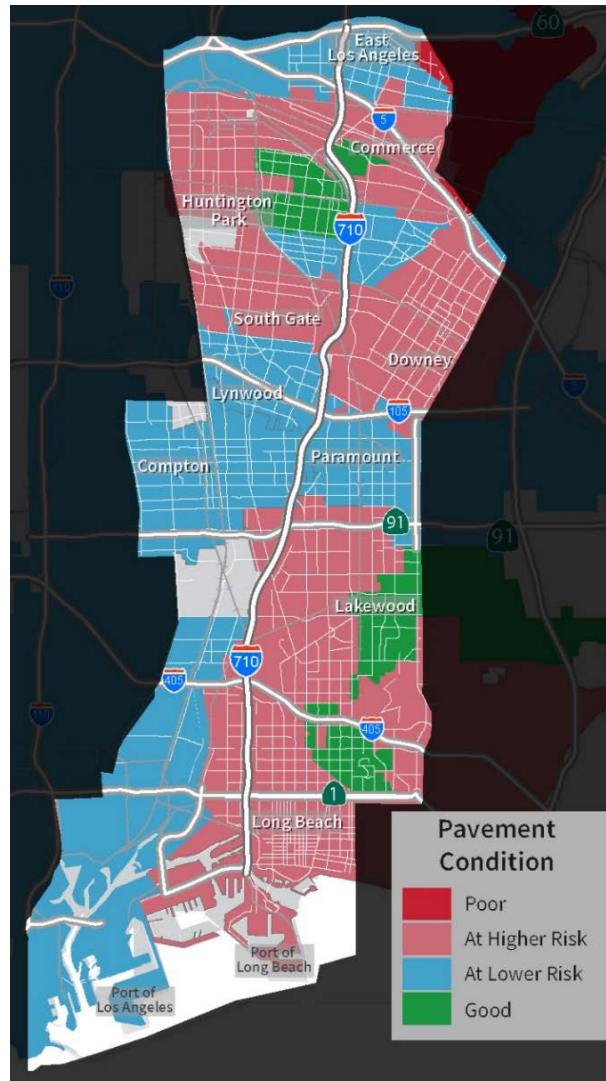 60
East
Los Angeles
5
Commerce
Huntington
Park
710
110
South Gate
5
Downey
Lynwood
105
Compton
Paramount
91
91
Lakewood
710
405
110
405
1
Long Beach
Pavement
Condition
Poor
At Higher Risk
At Lower Risk
Good
Port of
Long Beach
Port of
Los Angeles